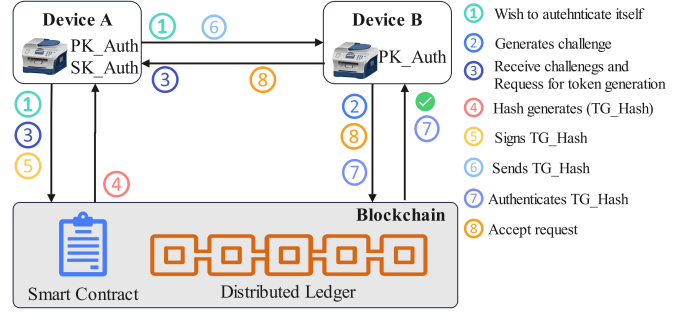 Device A
PK_Auth
SK_Auth
1
6
3
8
Device B
PK_Auth
1
3
5
4
2
8
7
7
Blockchain
Smart Contract
Distributed Ledger
1 Wish to autehnticate itself
2 Generates challenge
3 Receive challenegs and
Requess for token generation
4 Hash generates (TG_Hash)
5 Signs TG_Hash
6 Sends TG_Hash
7 Authenticates TG_Hash
8 Accept request